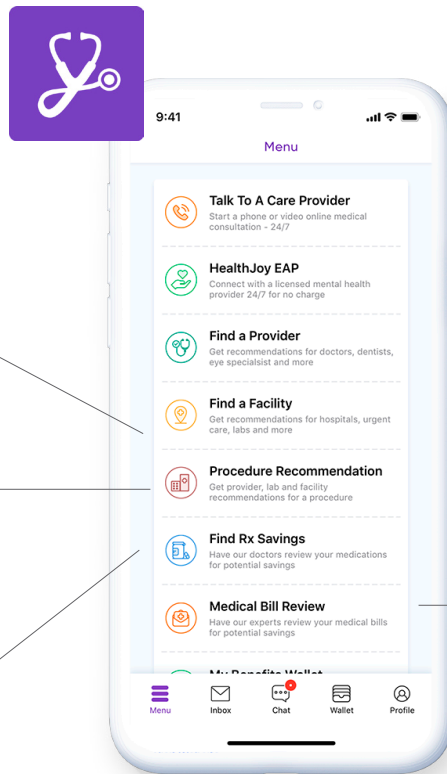 9:41
Menu
Talk To A Care Provider
Start a phone or video online medical
consultation - 24/7
HealthJoy EAP
Connect with a licensed mental health
provider 24/7 for no charge
Find a Provider
Get recommendations for doctors, dentists,
eye specialsist and more
Find a Facility
Get recommendations for hospitals, urgent
care, labs and more
Procedure Recommendation
Get provider, lab and facility
recommendations for a procedure
Find Rx Savings
Have our doctors review your medications
for potential savings
Medical Bill Review
Have our experts review your medical bills
for potential savings
My Benefits Wallet
Menu Inbox Chat Wallet Profile